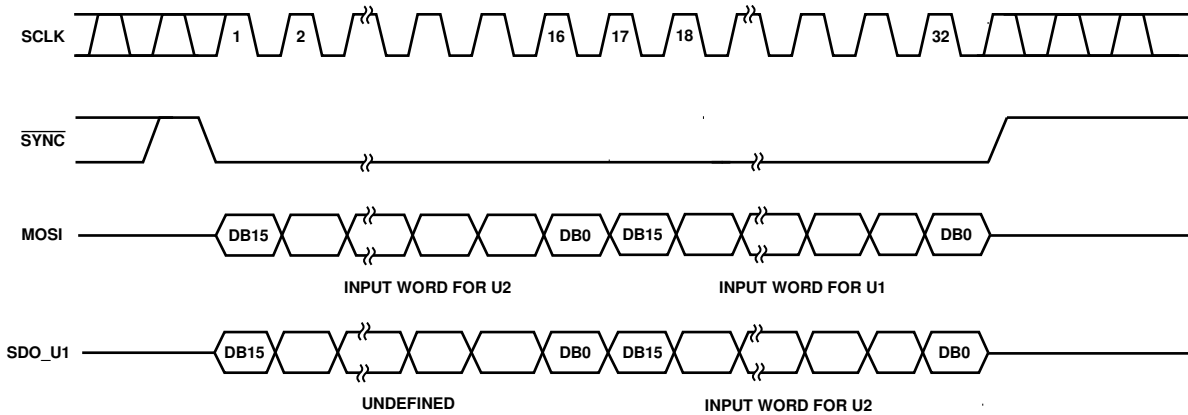 SCLK 1 2 16 17 18 32
SYNC
MOSI DB15 DB0 DB15 DB0
INPUT WORD FOR U2 INPUT WORD FOR U1
SDO_U1 DB15 DB0 DB15 DB0
UNDEFINED INPUT WORD FOR U2